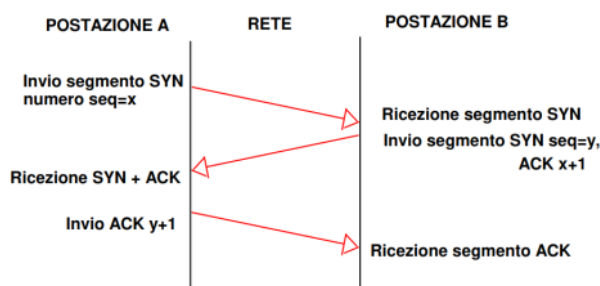 POSTAZIONE A
RETE
POSTAZIONE B
Invio segmento SYN
numero seq=x
Ricezione segmento SYN
Invio segmento SYN seq=y,
ACK x+1
Ricezione SYN + ACK
Invio ACK y+1
Ricezione segmento ACK